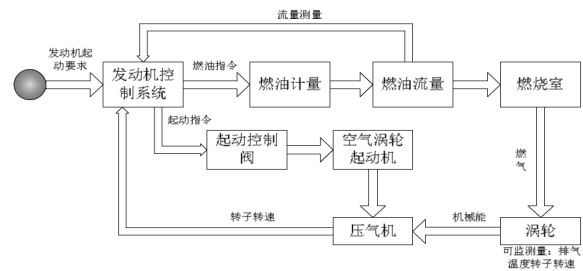 流量测量
发动机起
动要求
发动机控
制系统
燃油指令
燃油计量
燃油流量
燃烧室
起动指令
起动控制
阀
空气涡轮
起动机
燃
气
转子转速
压气机
机械能
涡轮
可监测量：排气
温度转子转速